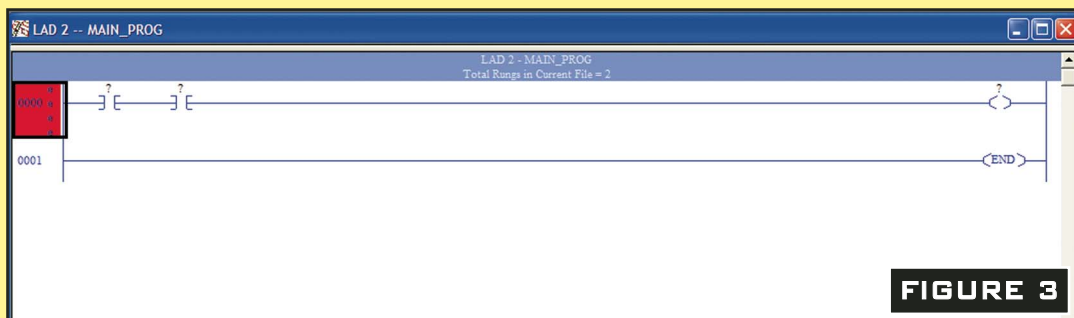 LAD 2 -- MAIN_PROG
LAD 2 - MAIN_PROG
Total Rungs in Current File = 2
e
0000 e
e
e
? ? ?
0001
END
FIGURE 3